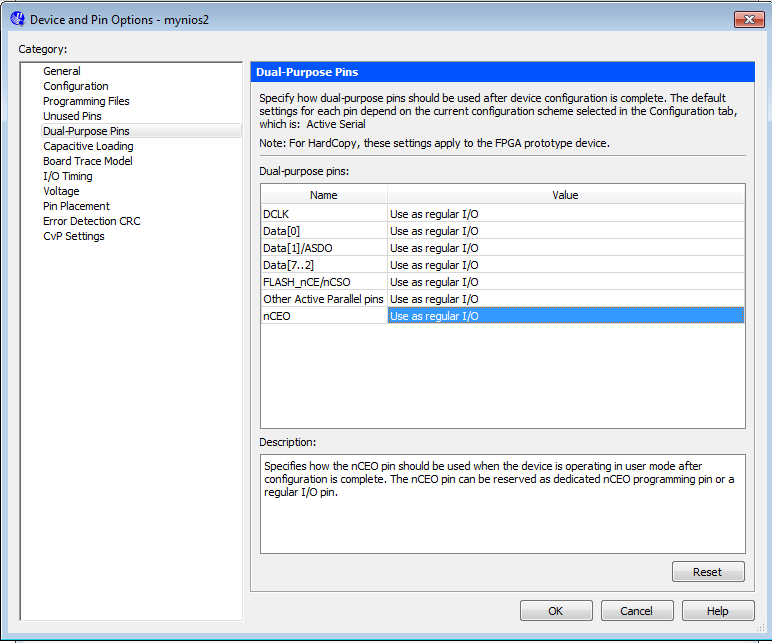 Device and Pin Options - mynios2
Category:
General
Configuration
Programming Files
Unused Pins
Dual-Purpose Pins
Capacitive Loading
Board Trace Model
I/O Timing
Voltage
Pin Placement
Error Detection CRC
CvP Settings
Dual-Purpose Pins
Specify how dual-purpose pins should be used after device configuration is complete. The default
settings for each pin depend on the current configuration scheme selected in the Configuration tab,
which is: Active Serial
Note: For HardCopy, these settings apply to the FPGA prototype device.
Dual-purpose pins:
Name Value
DCLK Use as regular I/O
Data[0] Use as regular I/O
Data[1]/ASDO Use as regular I/O
Data[7..2] Use as regular I/O
FLASH_nCE/nCSO Use as regular I/O
Other Active Parallel pins Use as regular I/O
nCEO Use as regular I/O
Description:
Specifies how the nCEO pin should be used when the device is operating in user mode after
configuration is complete. The nCEO pin can be reserved as dedicated nCEO programming pin or a
regular I/O pin.
Reset
OK Cancel Help